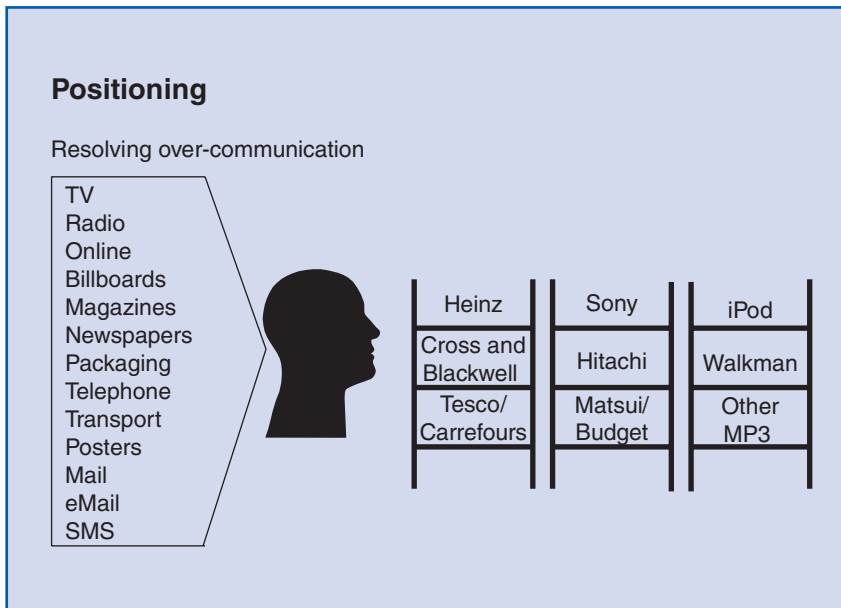 Positioning
Resolving over-communication
TV
Radio
Online
Billboards
Magazines
Newspapers
Packaging
Telephone
Transport
Posters
Mail
eMail
SMS
Heinz
Cross and
Blackwell
Tesco/
Carrefours
Sony
Hitachi
Matsui/
Budget
iPod
Walkman
Other
MP3